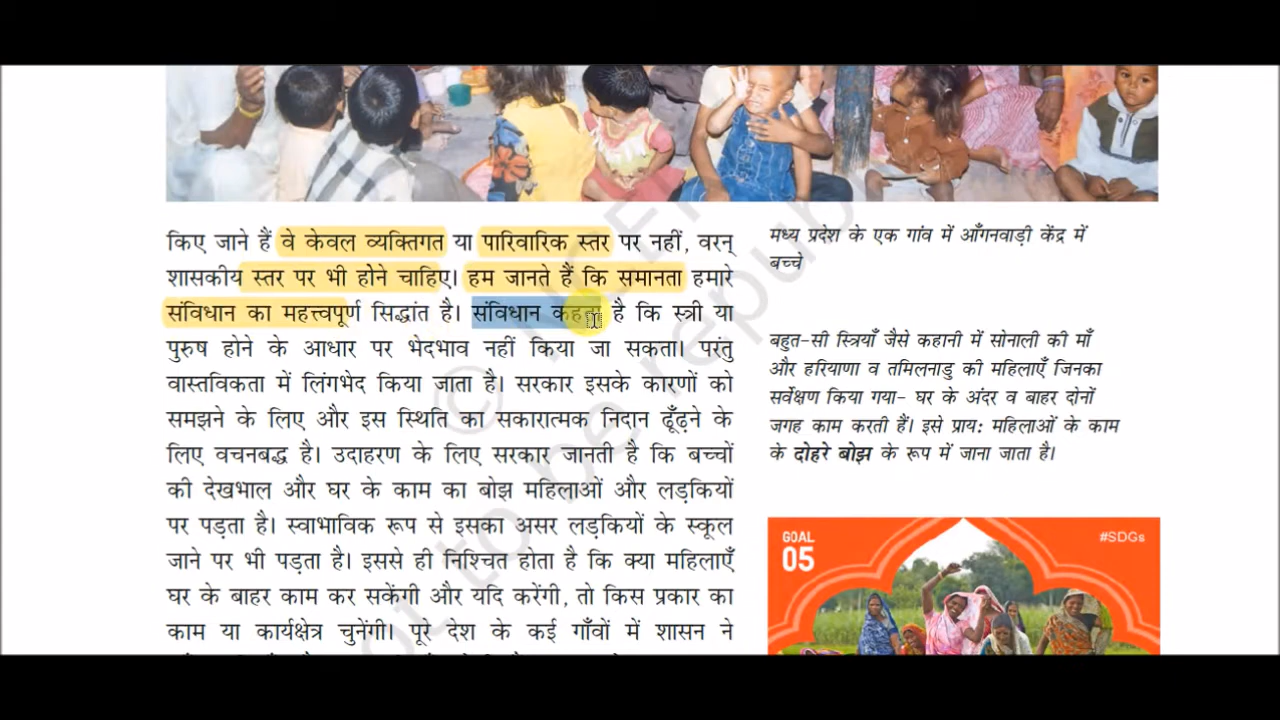 किए जाने हैं वे केवल व्यक्तिगत या पारिवारिक स्तर पर नहीं, वरन्
शासकीय स्तर पर भी होने चाहिए। हम जानते हैं कि समानता हमारे
संविधान का महत्त्वपूर्ण सिद्धांत है। संविधान कहता है कि स्त्री या
पुरुष होने के आधार पर भेदभाव नहीं किया जा सकता। परंतु
वास्तविकता में लिंगभेद किया जाता है। सरकार इसके कारणों को
समझने के लिए और इस स्थिति का सकारात्मक निदान ढूँढ़ने के
लिए वचनबद्ध है। उदाहरण के लिए सरकार जानती है कि बच्चों
की देखभाल और घर के काम का बोझ महिलाओं और लड़कियों
पर पड़ता है। स्वाभाविक रूप से इसका असर लड़कियों के स्कूल
जाने पर भी पड़ता है। इससे ही निश्चित होता है कि क्या महिलाएँ
घर के बाहर काम कर सकेंगी और यदि करेंगी, तो किस प्रकार का
काम या कार्यक्षेत्र चुनेंगी। पूरे देश के कई गाँवों में शासन ने
मध्य प्रदेश के एक गांव में आँगनवाड़ी केंद्र में
बच्चे
बहुत-सी स्त्रियाँ जैसे कहानी में सोनाली की माँ
और हरियाणा व तमिलनाडु की महिलाएँ जिनका
सर्वेक्षण किया गया- घर के अंदर व बाहर दोनों
जगह काम करती हैं। इसे प्राय: महिलाओं के काम
के दोहरे बोझ के रूप में जाना जाता है।
GOAL
05
#SDGs